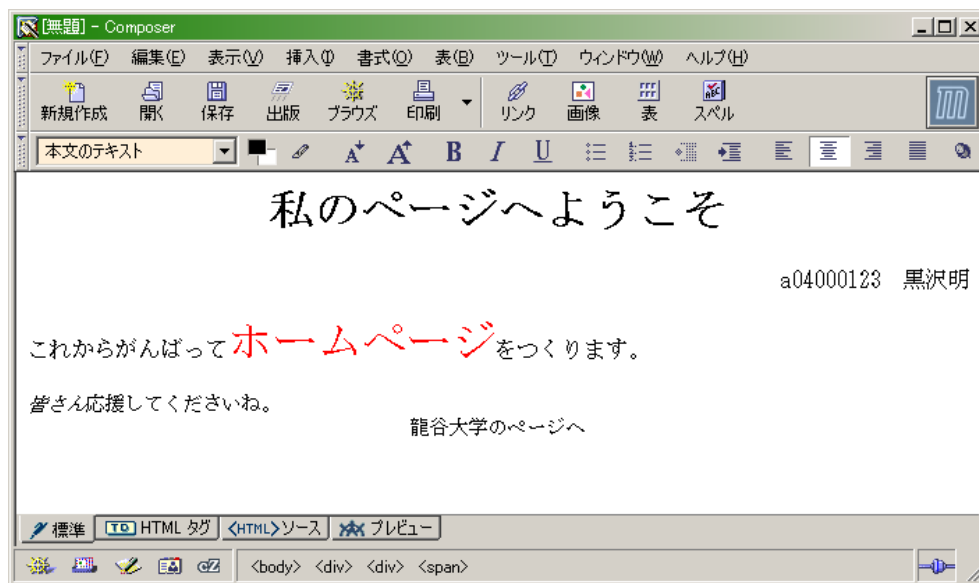 [無題] - Composer
ファイル(F) 編集(E) 表示(V) 挿入(I) 書式(O) 表(B) ツール(T) ウィンドウ(W) ヘルプ(H)
新規作成 開く 保存 出版 ブラウズ 印刷 リンク 画像 表 スペル
本文のテキスト A A B I U
私のページへようこそ
a04000123 黒沢明
これからがんばってホームページをつくります。
皆さん応援してくださいね。
龍谷大学のページへ
標準 TD HTML タグ <HTML>ソース プレビュー
<body> <div> <div> <span>